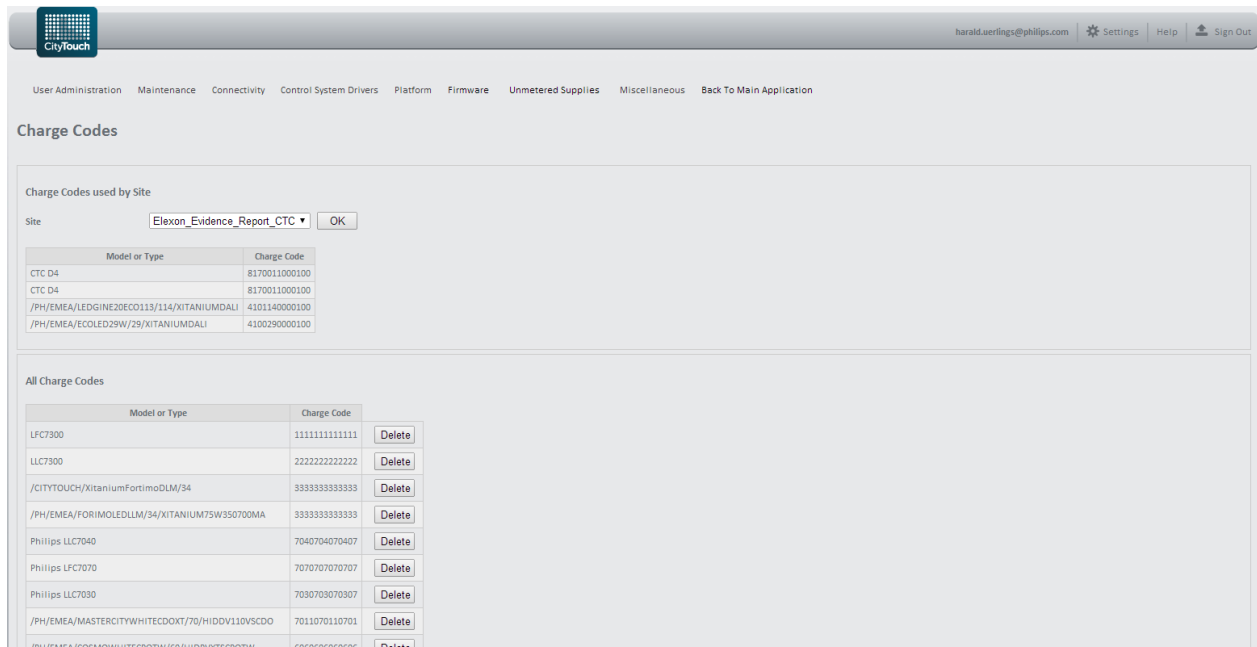 CityTouch
harald.uerlings@philips.com Settings Help Sign Out
User Administration Maintenance Connectivity Control System Drivers Platform Firmware Unmetered Supplies Miscellaneous Back To Main Application
Charge Codes
Charge Codes used by Site
Site Elexon_Evidence_Report_CTC OK
Model or Type Charge Code
CTC D4 8170011000100
CTC D4 8170011000100
/PH/EMEA/LEDGINE20ECO113/114/XITANIUMDALI 4101140000100
/PH/EMEA/ECOLED29W/29/XITANIUMDALI 4100290000100
All Charge Codes
Model or Type Charge Code
LFC7300 1111111111111 Delete
LLC7300 2222222222222 Delete
/CITYTOUCH/XitaniumFortimoDLM/34 3333333333333 Delete
/PH/EMEA/FORIMOLEDLLM/34/XITANIUM75W350700MA 3333333333333 Delete
Philips LLC7040 7040704070407 Delete
Philips LFC7070 7070707070707 Delete
Philips LLC7030 7030703070307 Delete
/PH/EMEA/MASTERCITYWHITECDOXT/70/HIDDV110VSCDO 7011070110701 Delete
Delete